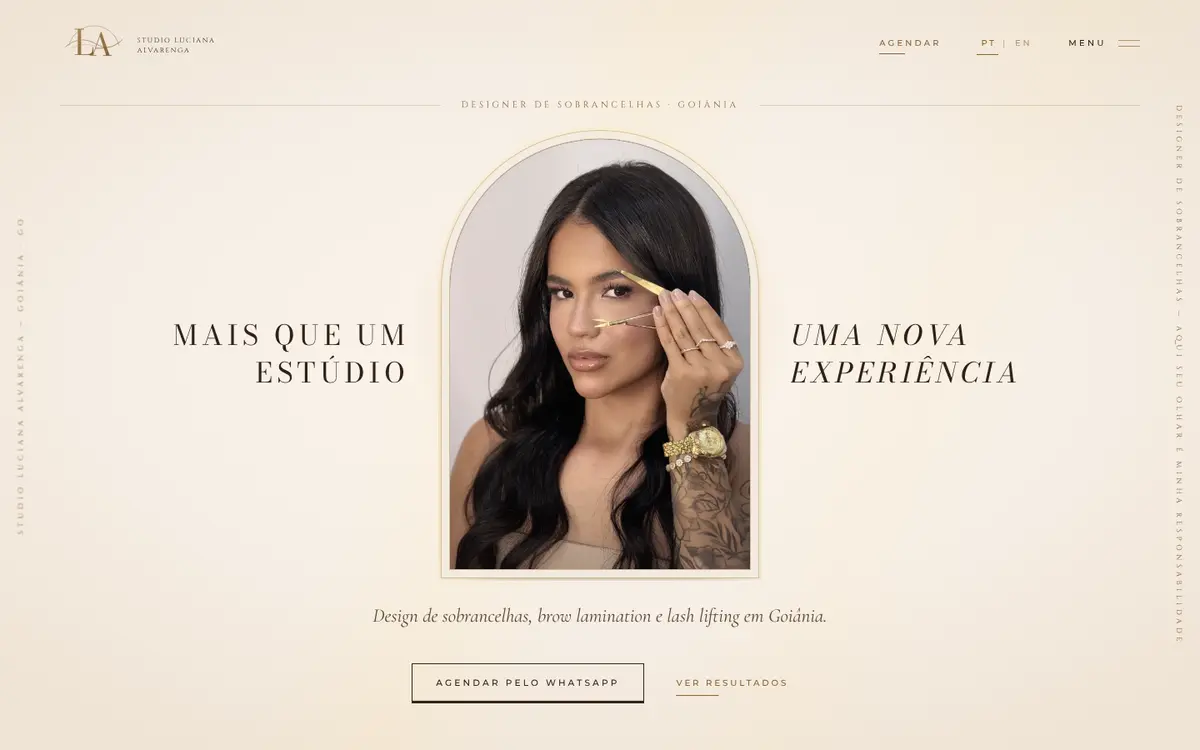 LA
STUDIO LUCIANA
ALVARENGA
AGENDAR
PT | EN
MENU
DESIGNER DE SOBRANCELHAS · GOIÂNIA
STUDIO LUCIANA ALVARENGA — GOIÂNIA · GO
MAIS QUE UM
ESTÚDIO
UMA NOVA
EXPERIÊNCIA
DESIGNER DE SOBRANCELHAS — AQUI SEU OLHAR É MINHA RESPONSABILIDADE
Design de sobrancelhas, brow lamination e lash lifting em Goiânia.
AGENDAR PELO WHATSAPP
VER RESULTADOS